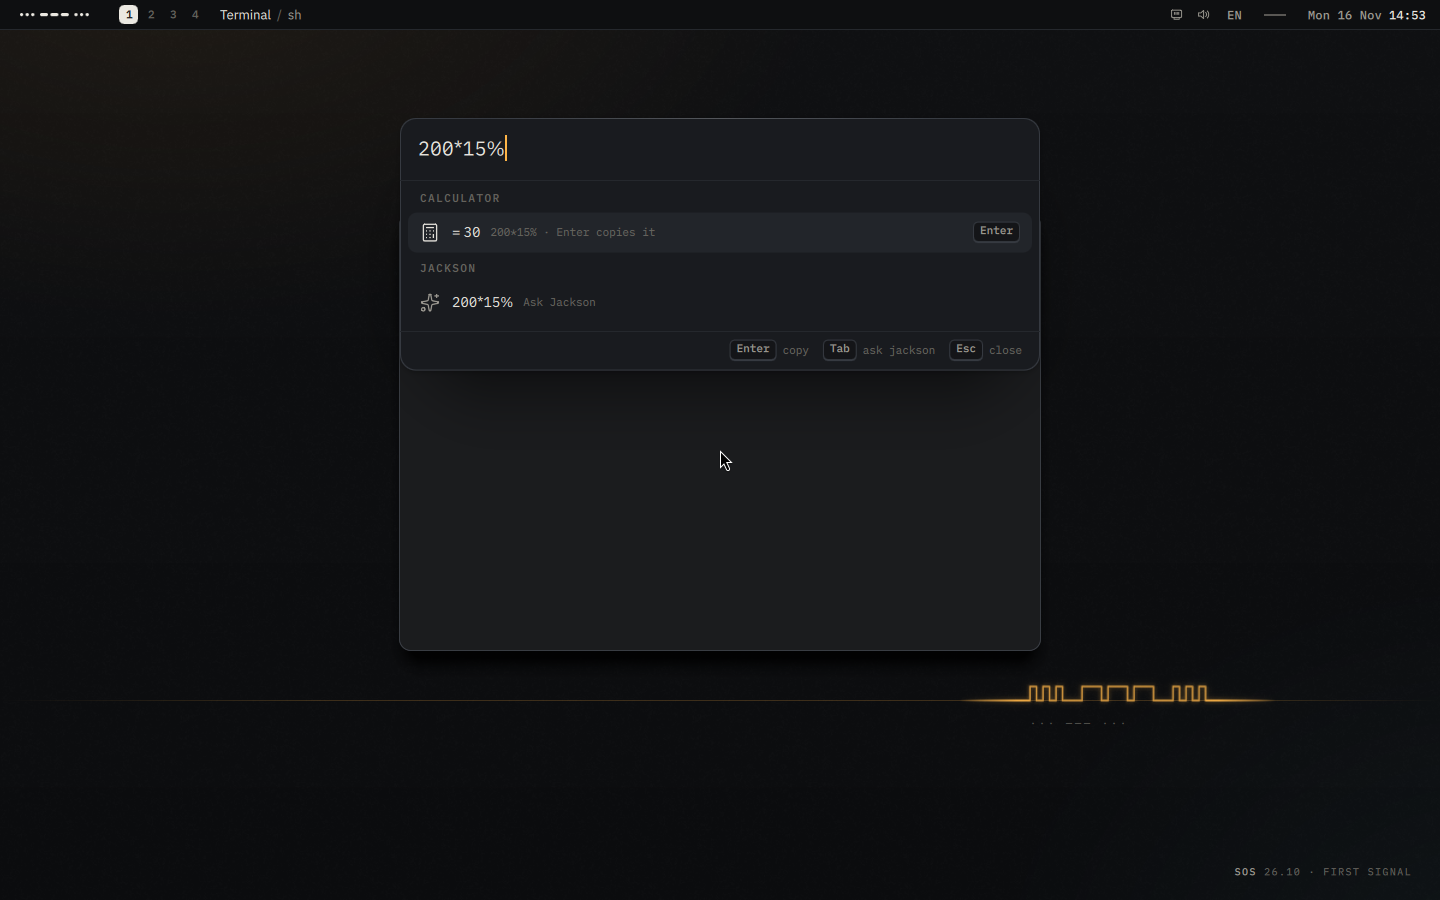 1 2 3 4 Terminal / sh EN Mon 16 Nov 14:53
200*15%
CALCULATOR
= 30 200*15% · Enter copies it Enter
JACKSON
200*15% Ask Jackson
Enter copy Tab ask jackson Esc close
··· ——— ···
SOS 26.10 · FIRST SIGNAL